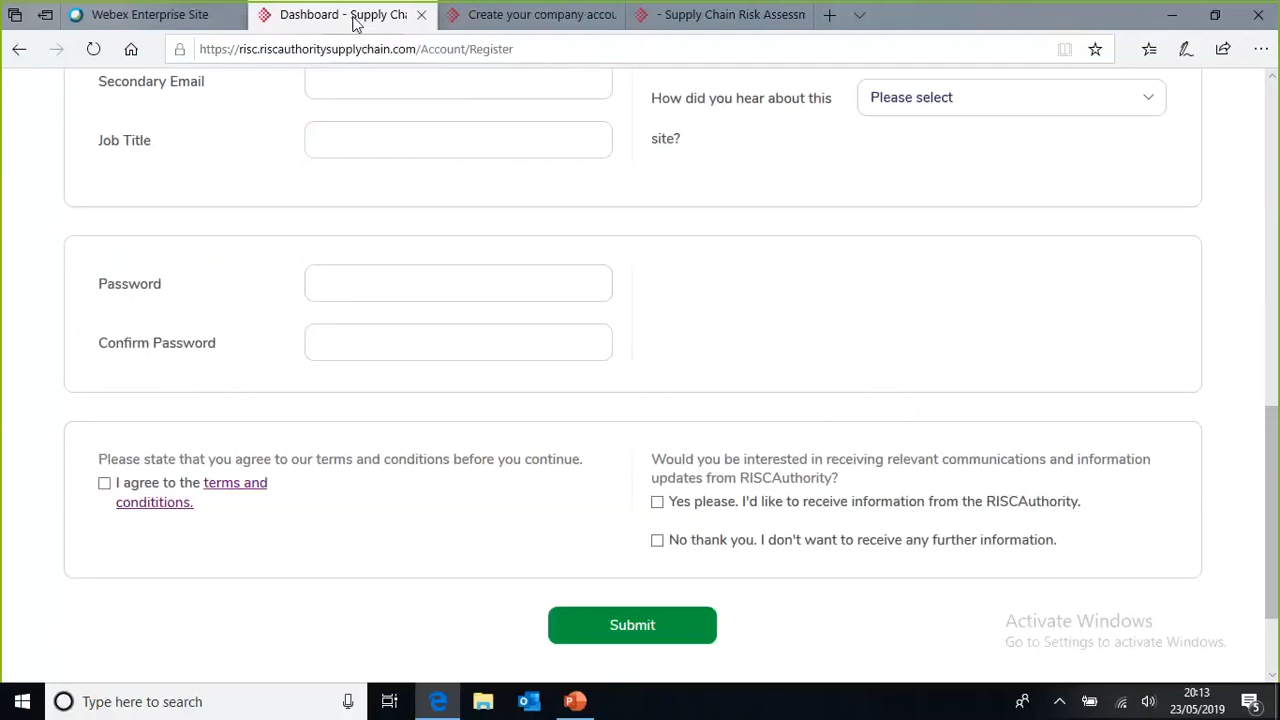 Webex Enterprise Site
Dashboard - Supply Cha
Create your company accou
- Supply Chain Risk Assessm
https://risc.riscauthoritysupplychain.com/Account/Register
Secondary Email
How did you hear about this
site?
Please select
Job Title
Password
Confirm Password
Please state that you agree to our terms and conditions before you continue.
I agree to the terms and
condititions.
Would you be interested in receiving relevant communications and information
updates from RISCAuthority?
Yes please. I'd like to receive information from the RISCAuthority.
No thank you. I don't want to receive any further information.
Submit
Activate Windows
Go to Settings to activate Windows.
Type here to search
20:13
23/05/2019
5